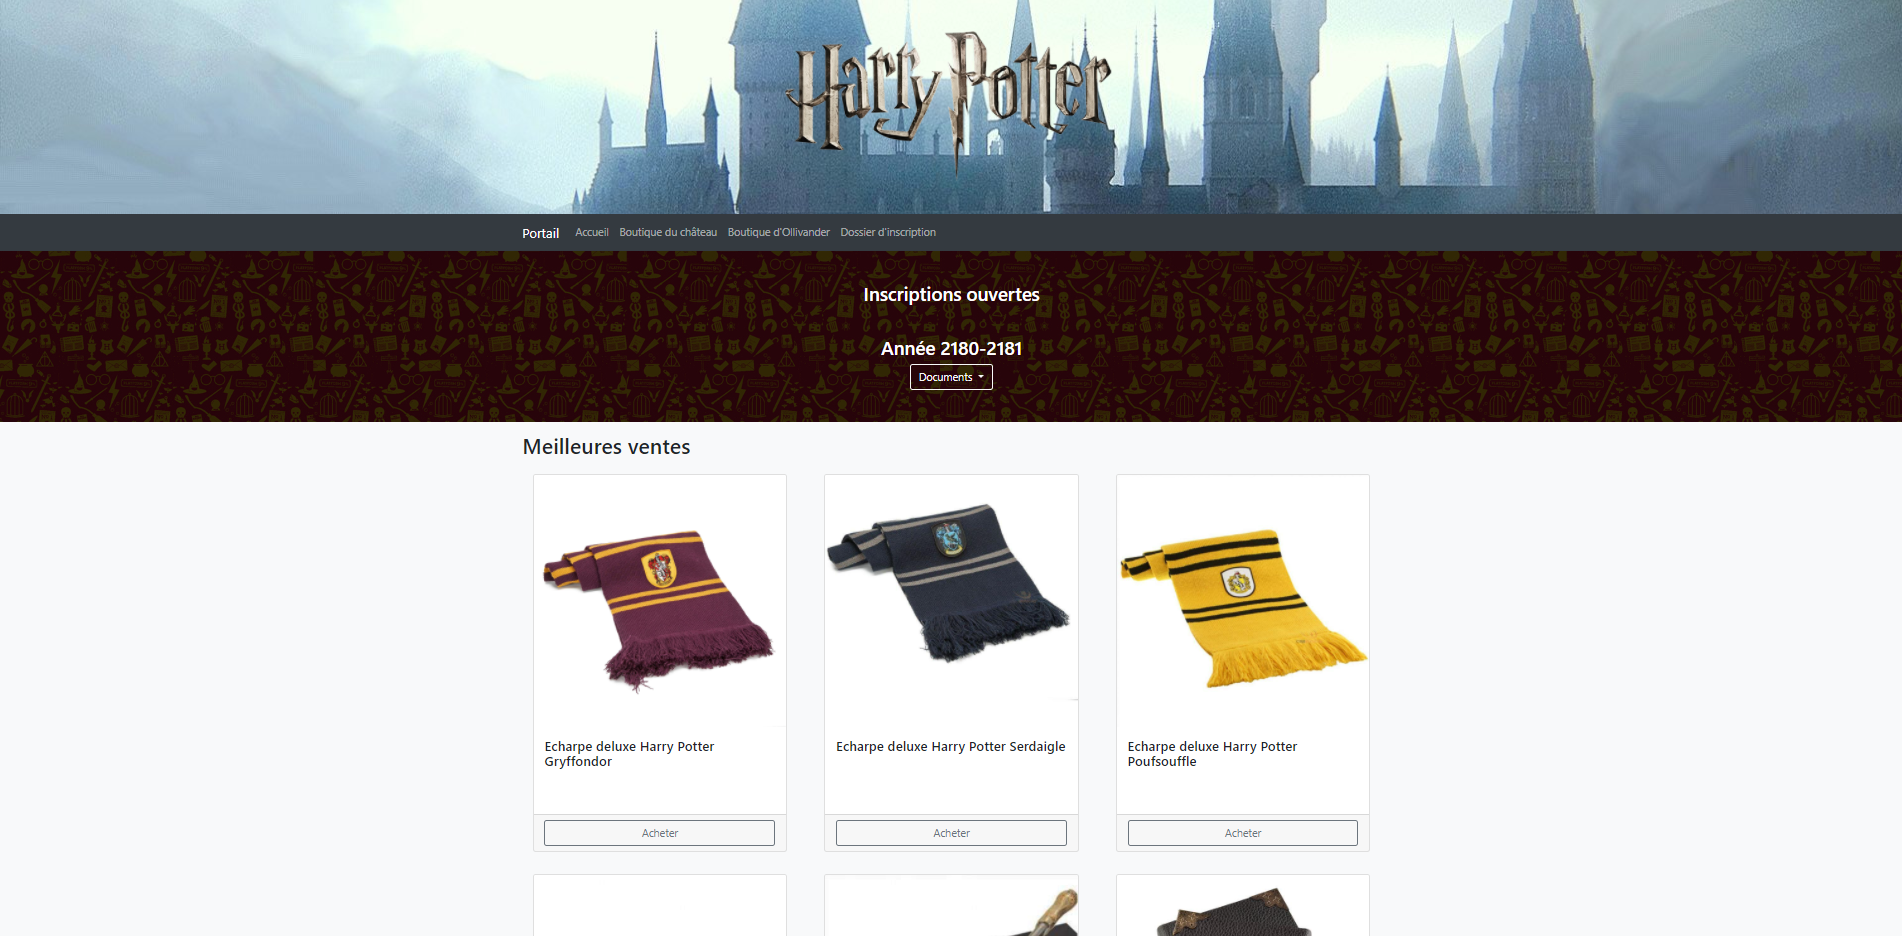 Harry Potter
Portail Accueil Boutique du château Boutique d'Ollivander Dossier d'inscription
Inscriptions ouvertes
Année 2180-2181
Documents
Meilleures ventes
Echarpe deluxe Harry Potter
Gryffondor
Acheter
Echarpe deluxe Harry Potter Serdaigle
Acheter
Echarpe deluxe Harry Potter
Poufsouffle
Acheter